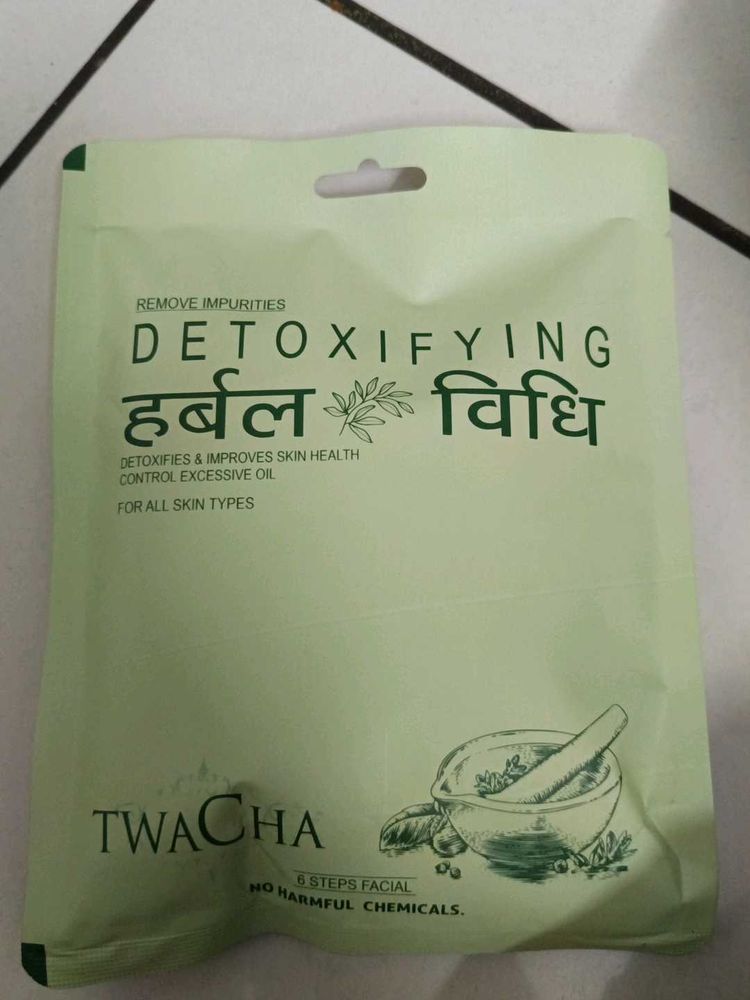 REMOVE IMPURITIES
DETOXIFYING
हर्बल विधि
DETOXIFIES & IMPROVES SKIN HEALTH
CONTROL EXCESSIVE OIL
FOR ALL SKIN TYPES
TWACHA
6 STEPS FACIAL
NO HARMFUL CHEMICALS.